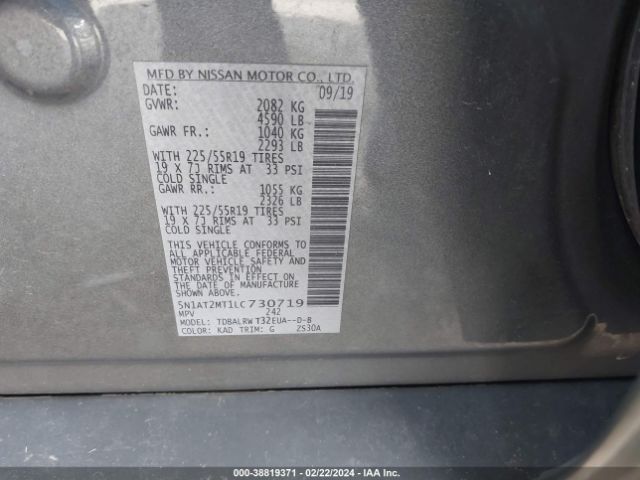 MFD BY NISSAN MOTOR CO., LTD.
DATE: 09/19
GVWR: 2082 KG
4590 LB
GAWR FR.: 1040 KG
2293 LB
WITH 225/55R19 TIRES
19 X 7J RIMS AT 33 PSI
COLD SINGLE
GAWR RR.: 1055 KG
2326 LB
WITH 225/55R19 TIRES
19 X 7J RIMS AT 33 PSI
COLD SINGLE
THIS VEHICLE CONFORMS TO
ALL APPLICABLE FEDERAL
MOTOR VEHICLE SAFETY AND
THEFT PREVENTION
STANDARDS IN EFFECT ON
THE DATE OF MANUFACTURE
SHOWN ABOVE.
5N1AT2MT1LC730719
MPV 242
MODEL: TDBALRWT32EUA--D-B
COLOR: KAD TRIM: G ZS30A
000-38819371 - 02/22/2024 - IAA Inc.